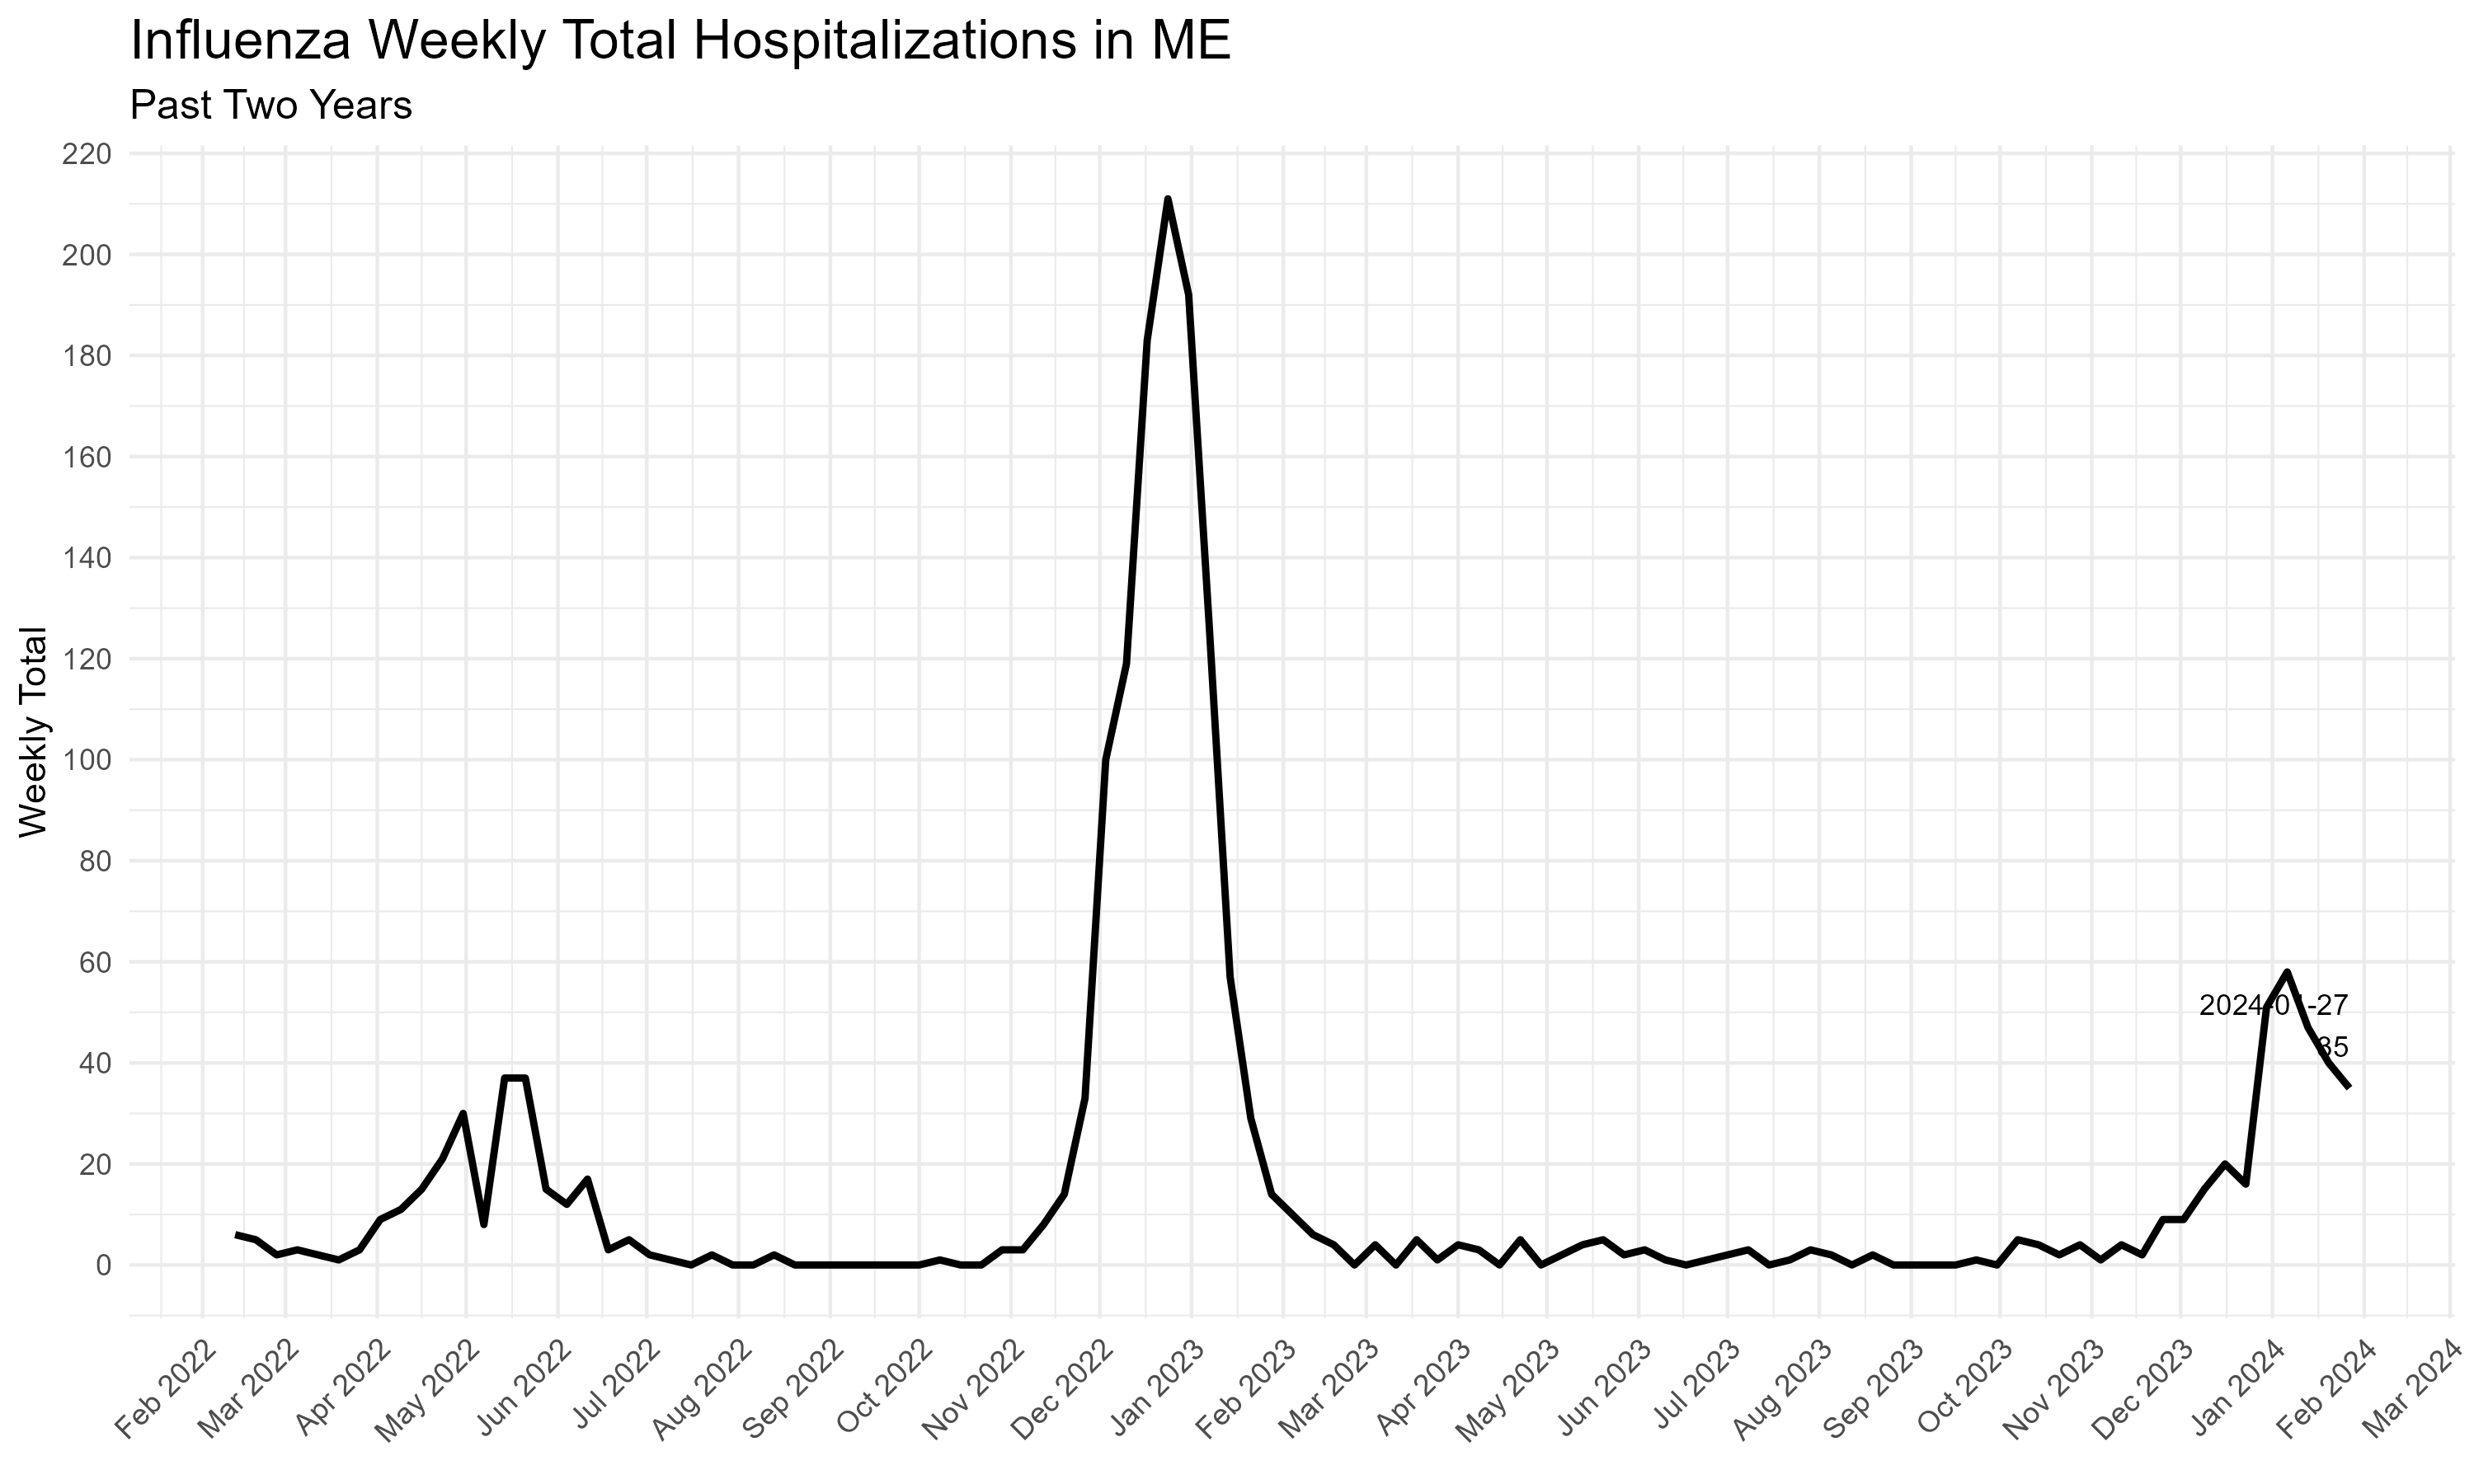 Influenza Weekly Total Hospitalizations in ME
Past Two Years
Weekly Total
220
200
180
160
140
120
100
80
60
40
20
0
2024-01-27
35
Feb 2022
Mar 2022
Apr 2022
May 2022
Jun 2022
Jul 2022
Aug 2022
Sep 2022
Oct 2022
Nov 2022
Dec 2022
Jan 2023
Feb 2023
Mar 2023
Apr 2023
May 2023
Jun 2023
Jul 2023
Aug 2023
Sep 2023
Oct 2023
Nov 2023
Dec 2023
Jan 2024
Feb 2024
Mar 2024